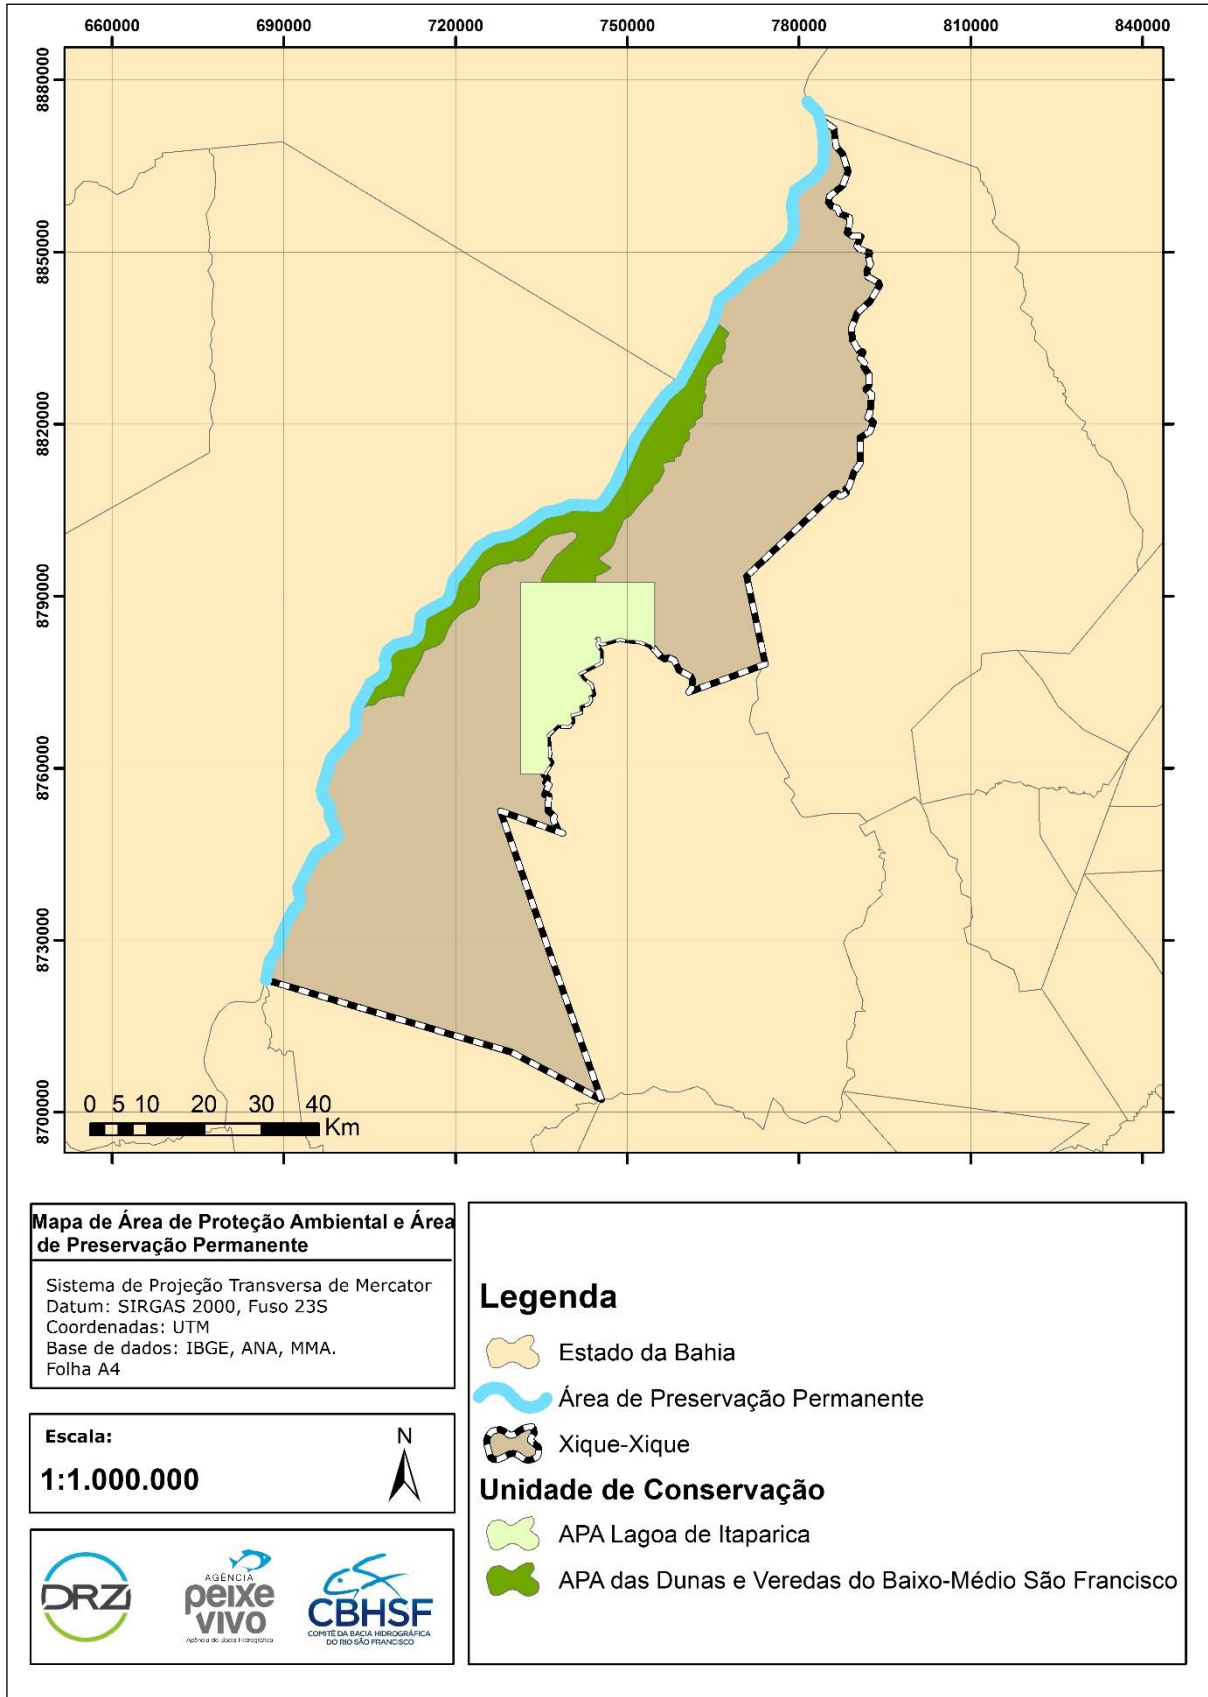 660000 690000 720000 750000 780000 810000 840000
8880000
8850000
8820000
8790000
8760000
8730000
8700000
0 5 10 20 30 40
Km
Mapa de Área de Proteção Ambiental e Área
de Preservação Permanente
Sistema de Projeção Transversa de Mercator
Datum: SIRGAS 2000, Fuso 23S
Coordenadas: UTM
Base de dados: IBGE, ANA, MMA.
Folha A4
Escala:
1:1.000.000
N
DRZ
AGÊNCIA
peixe
vivo
Agência de Bacia Hidrográfica
CBHSF
COMITÊ DA BACIA HIDROGRÁFICA
DO RIO SÃO FRANCISCO
Legenda
Estado da Bahia
Área de Preservação Permanente
Xique-Xique
Unidade de Conservação
APA Lagoa de Itaparica
APA das Dunas e Veredas do Baixo-Médio São Francisco